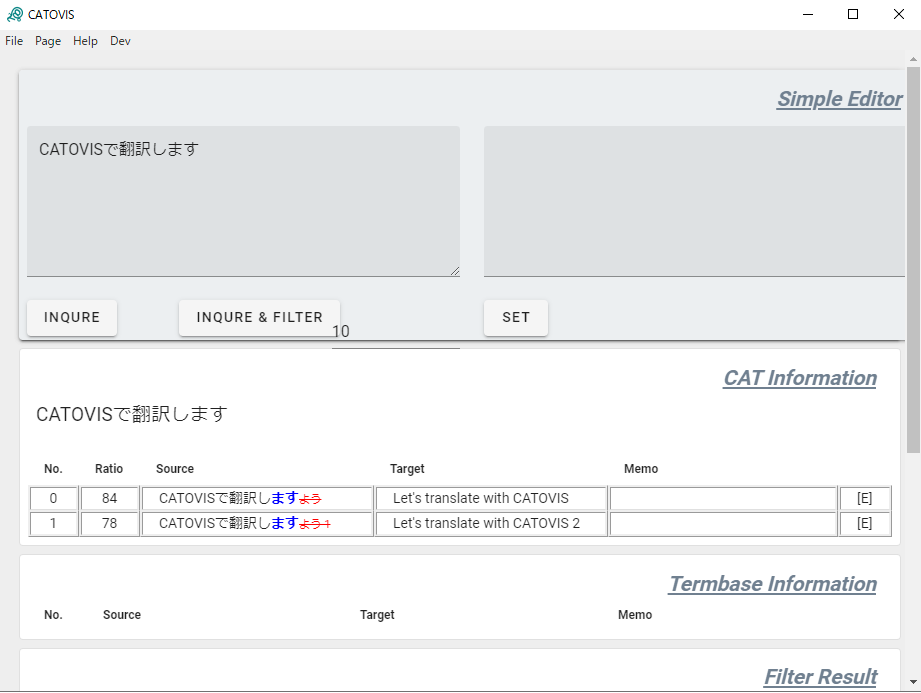 CATOVIS
File Page Help Dev
Simple Editor
CATOVISで翻訳します
INQURE INQURE & FILTER 10 SET
CAT Information
CATOVISで翻訳します
No. Ratio Source Target Memo
0 84 CATOVISで翻訳しますよう Let's translate with CATOVIS [E]
1 78 CATOVISで翻訳しますよう1 Let's translate with CATOVIS 2 [E]
Termbase Information
No. Source Target Memo
Filter Result